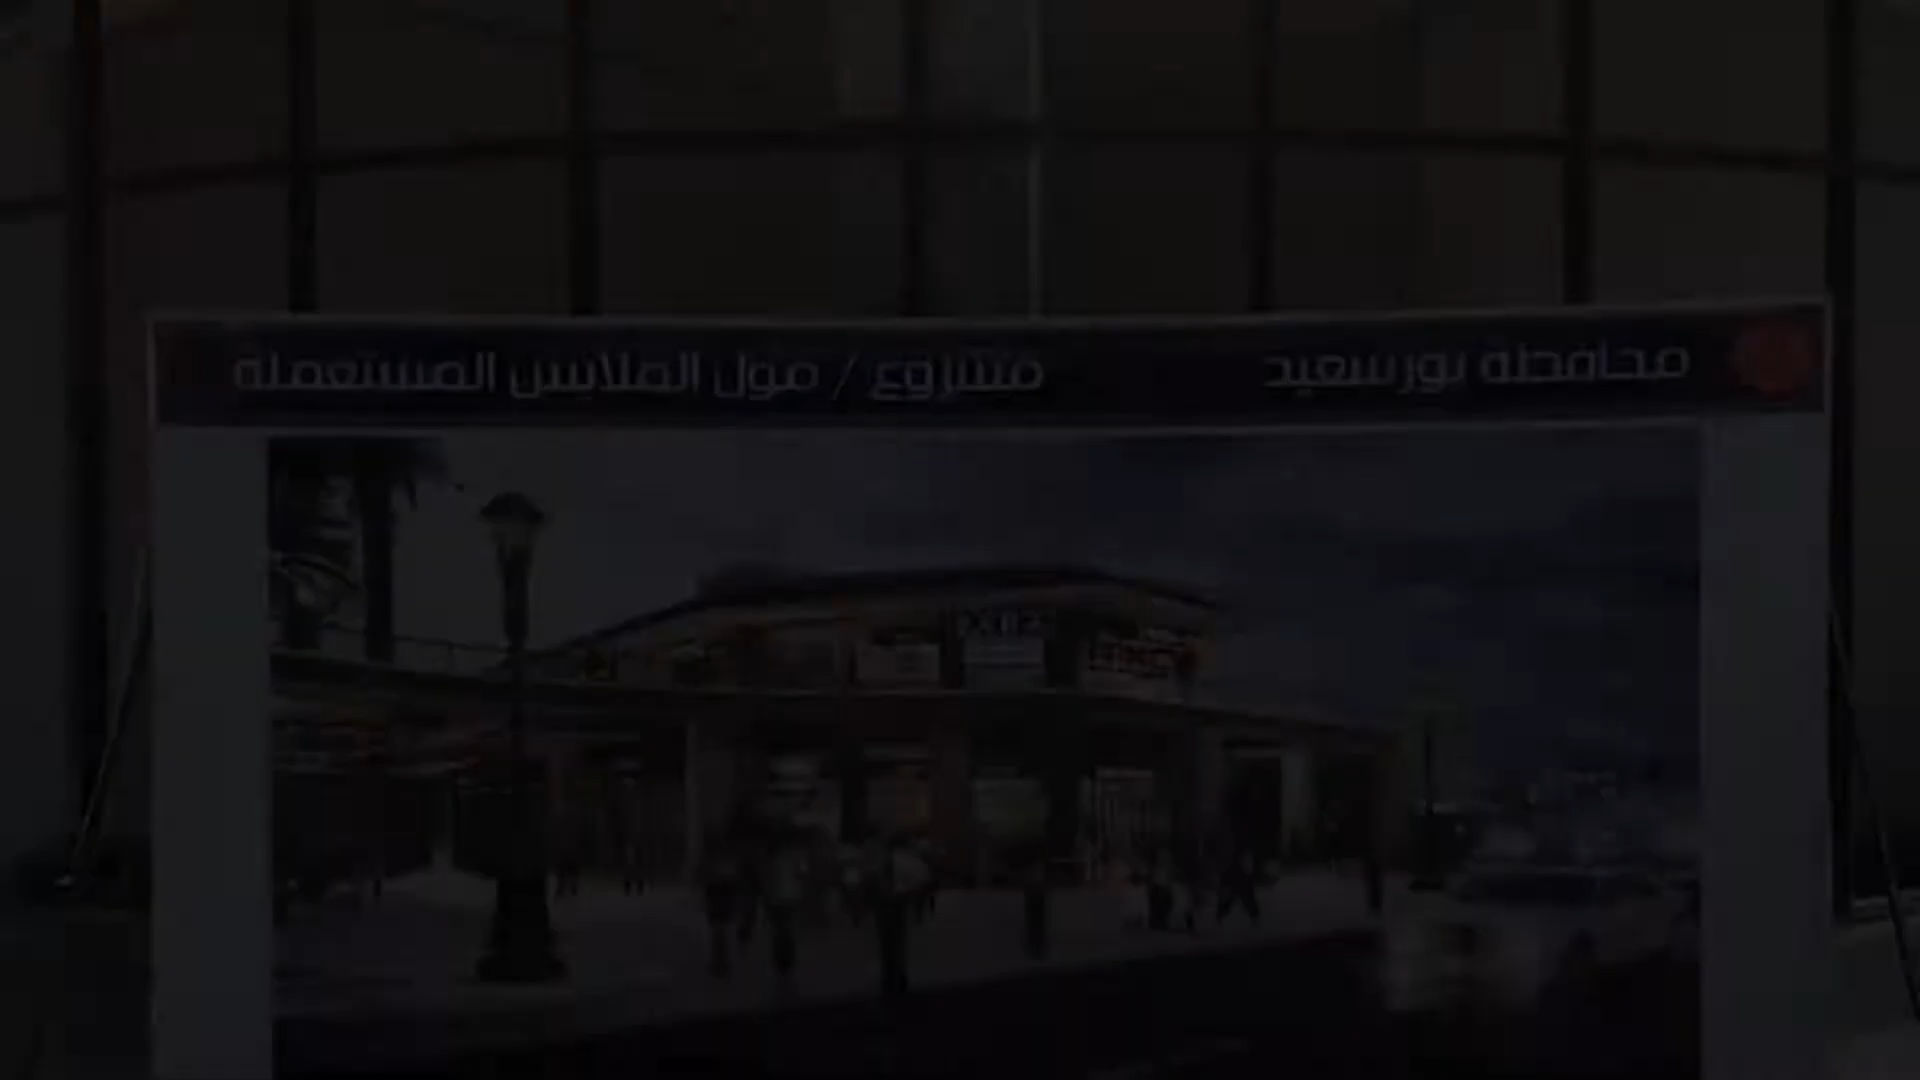 محافظة بورسعيد
مشروع / مول الملابس المستعملة